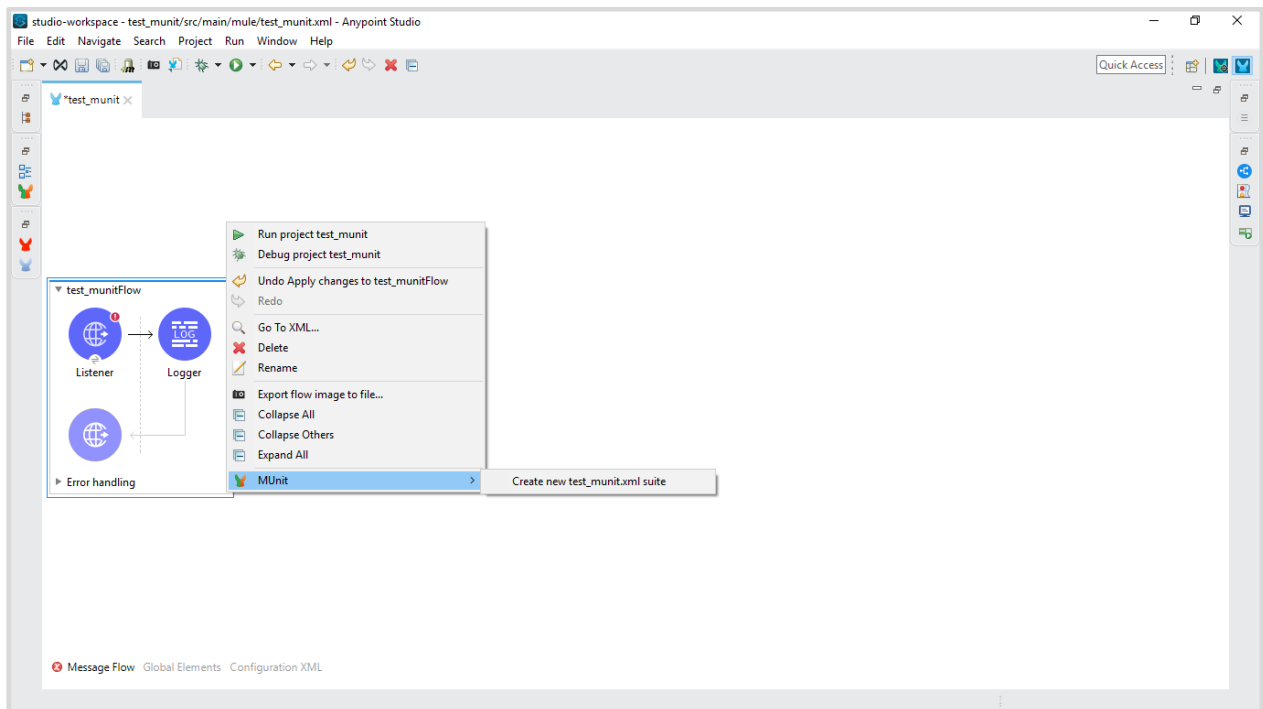 studio-workspace - test_munit/src/main/mule/test_munit.xml - Anypoint Studio
File Edit Navigate Search Project Run Window Help
Quick Access
*test_munit
Run project test_munit
Debug project test_munit
Undo Apply changes to test_munitFlow
Redo
Go To XML...
Delete
Rename
Export flow image to file...
Collapse All
Collapse Others
Expand All
MUnit
Create new test_munit.xml suite
test_munitFlow
LOG
Listener Logger
Error handling
Message Flow Global Elements Configuration XML